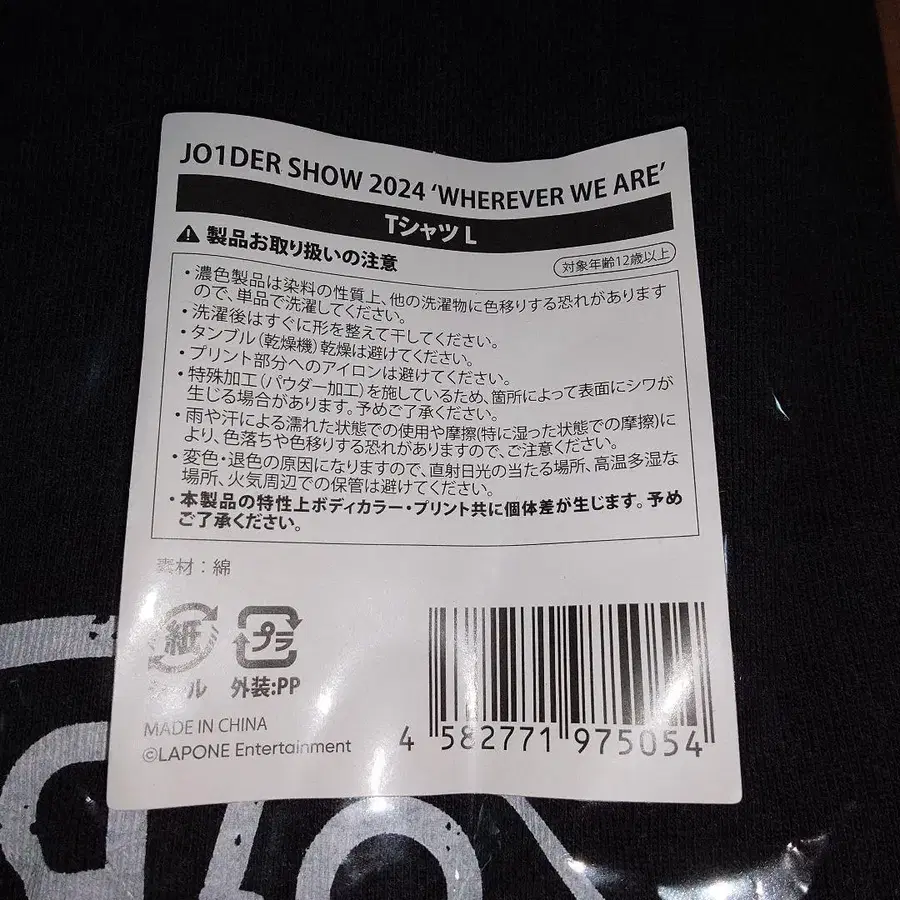 JO1DER SHOW 2024 ‘WHEREVER WE ARE’
Tシャツ L
製品お取り扱いの注意
対象年齢12歳以上
・濃色製品は染料の性質上、他の洗濯物に色移りする恐れがあります
ので、単品で洗濯してください。
・洗濯後はすぐに形を整えて干してください。
・タンブル(乾燥機)乾燥は避けてください。
・プリント部分へのアイロンは避けてください。
・特殊加工(パウダー加工)を施しているため、箇所によって表面にシワが
生じる場合があります。予めご了承ください。
・雨や汗による濡れた状態での使用や摩擦(特に湿った状態での摩擦)に
より、色落ちや色移りする恐れがありますので、ご注意ください。
・変色・退色の原因になりますので、直射日光の当たる場所、高温多湿な
場所、火気周辺での保管は避けてください。
・本製品の特性上ボディカラー・プリント共に個体差が生じます。予め
ご了承ください。
素材：綿
紙 プラ
ル 外装:PP
MADE IN CHINA
©LAPONE Entertainment
4 582771 975054